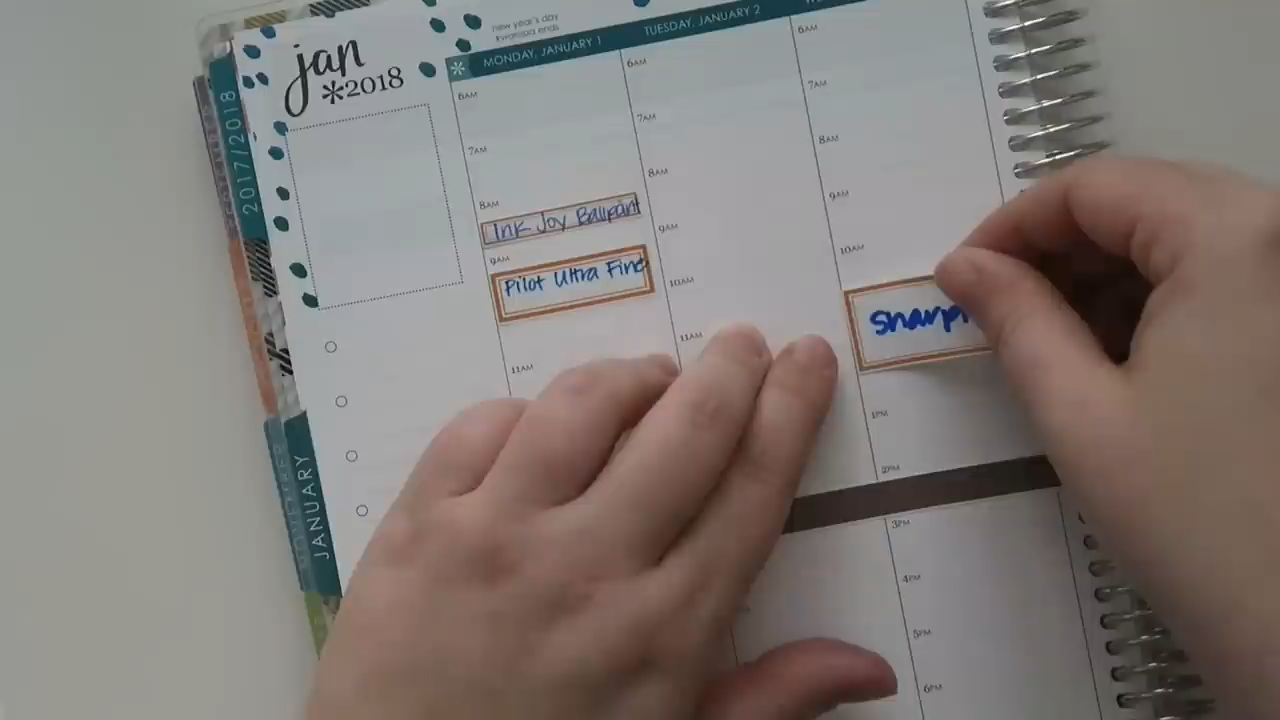 new year's day
kwanzaa ends
jan
*2018
MONDAY, JANUARY 1
TUESDAY, JANUARY 2
6AM
7AM
8AM
Ink Joy Ballpoint
9AM
Pilot Ultra Fine
11AM
6AM
7AM
8AM
9AM
10AM
11AM
6AM
7AM
8AM
9AM
10AM
1PM
2PM
3PM
4PM
5PM
6PM
2017/2018
JANUARY